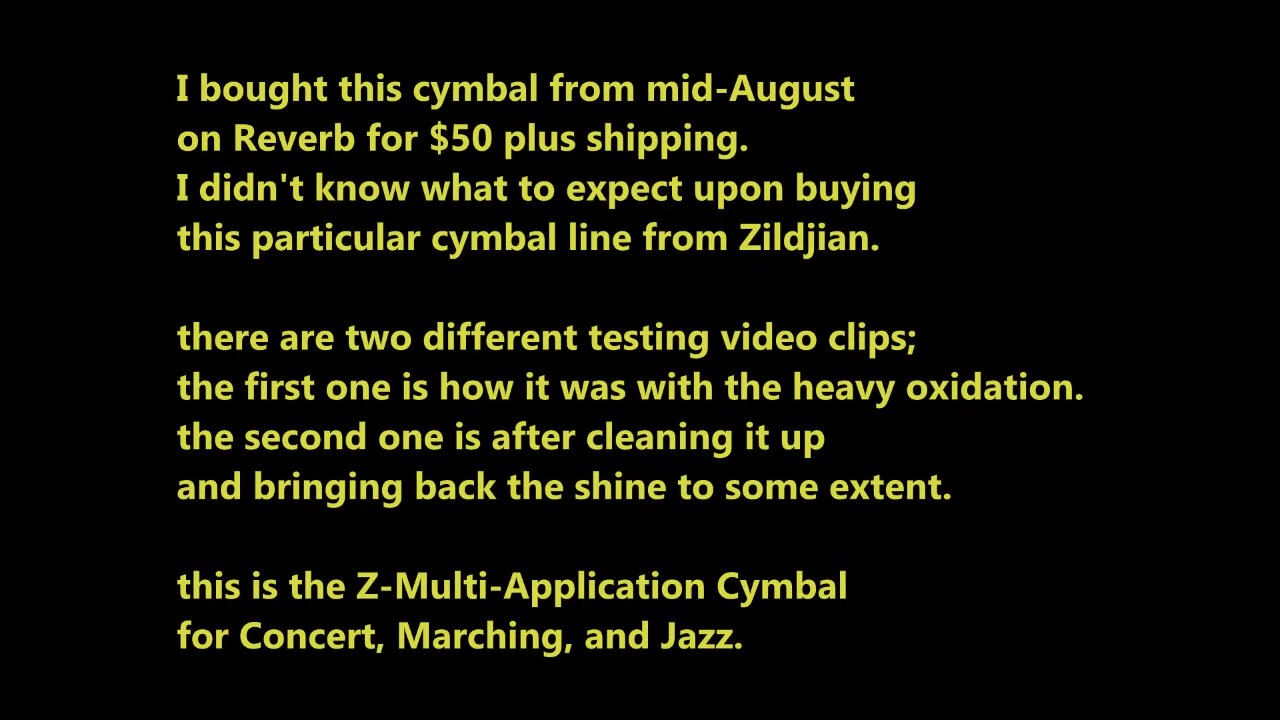 I bought this cymbal from mid-August
on Reverb for $50 plus shipping.
I didn't know what to expect upon buying
this particular cymbal line from Zildjian.
there are two different testing video clips;
the first one is how it was with the heavy oxidation.
the second one is after cleaning it up
and bringing back the shine to some extent.
this is the Z-Multi-Application Cymbal
for Concert, Marching, and Jazz.